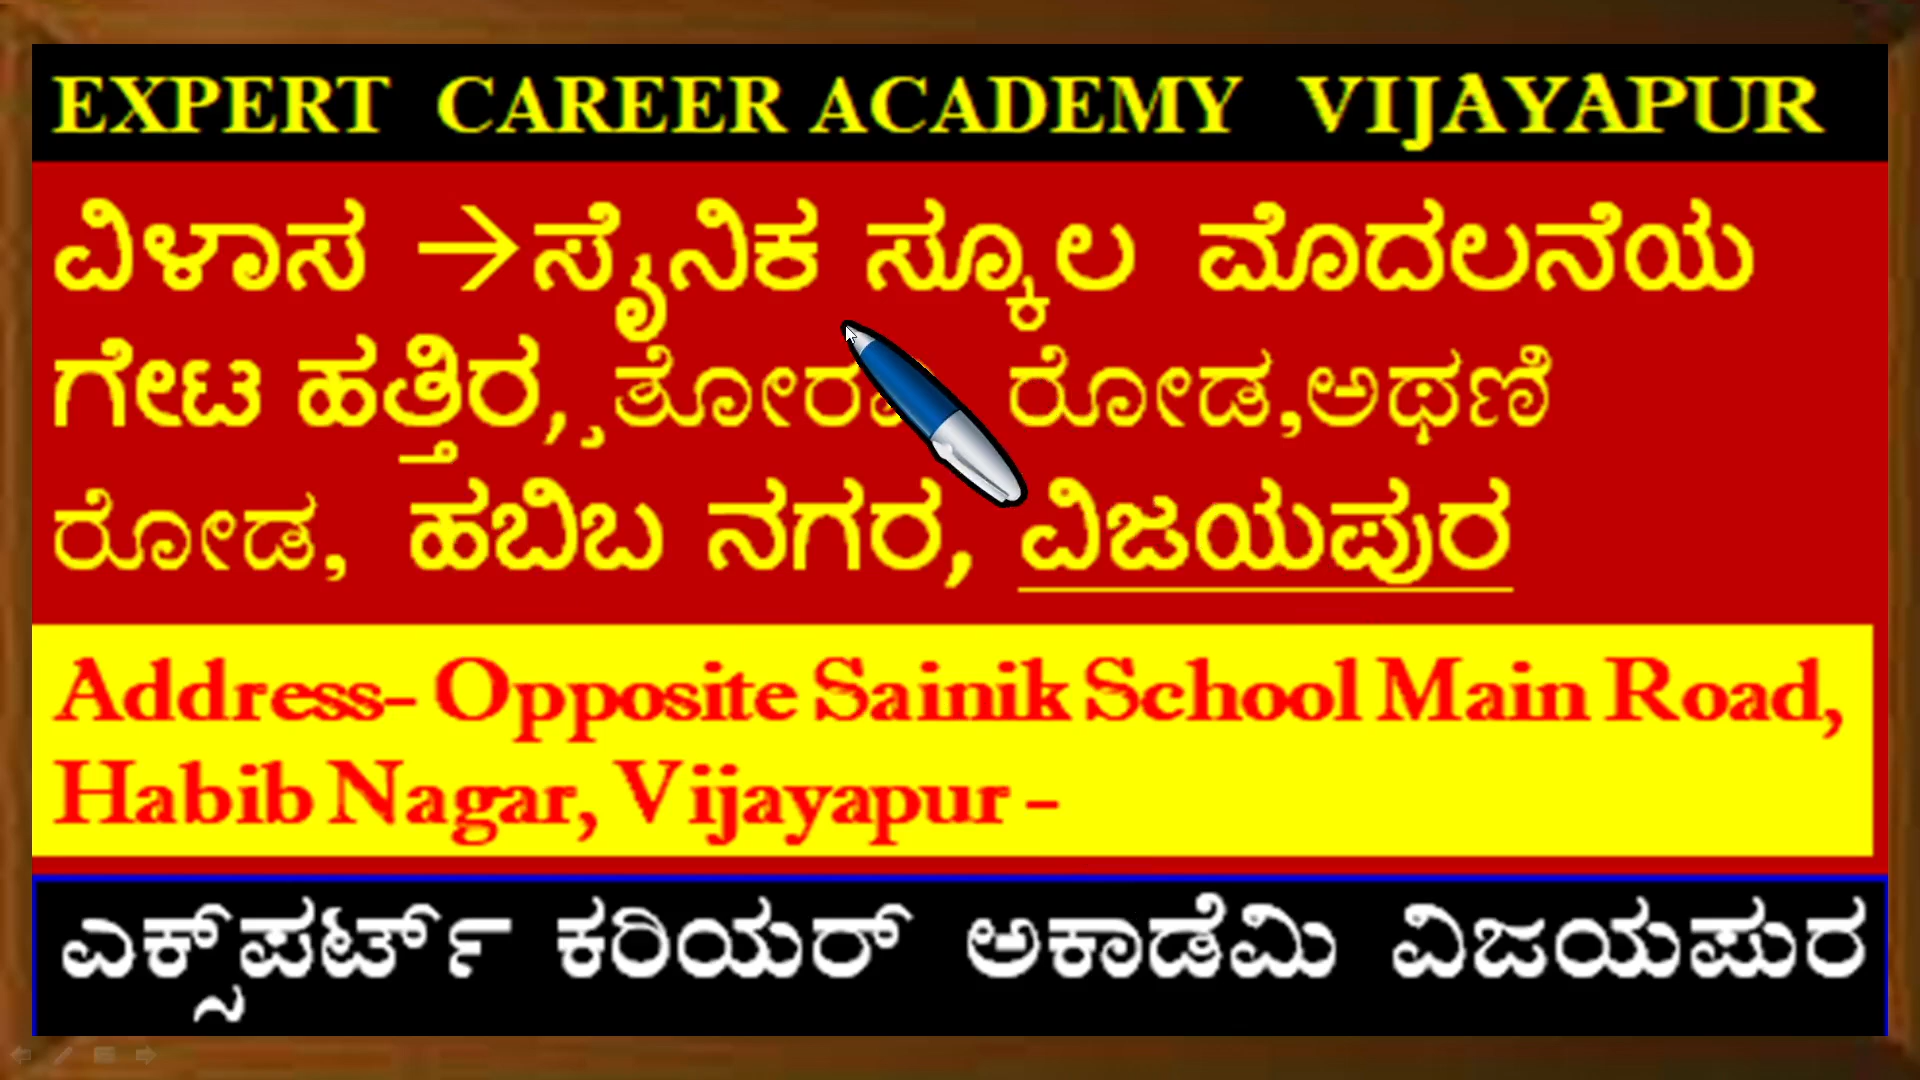 EXPERT CAREER ACADEMY VIJAYAPUR
ವಿಳಾಸ →ಸೈನಿಕ ಸ್ಕೂಲ ಮೊದಲನೆಯ
ಗೇಟ ಹತ್ತಿರ, ,ತೋರವಿ ರೋಡ,ಅಥಣಿ
ರೋಡ, ಹಬಿಬ ನಗರ, ವಿಜಯಪುರ
Address- Opposite Sainik School Main Road,
Habib Nagar, Vijayapur -
ಎಕ್ಸ್‌ಪರ್ಟ್ ಕರಿಯರ್ ಅಕಾಡೆಮಿ ವಿಜಯಪುರ